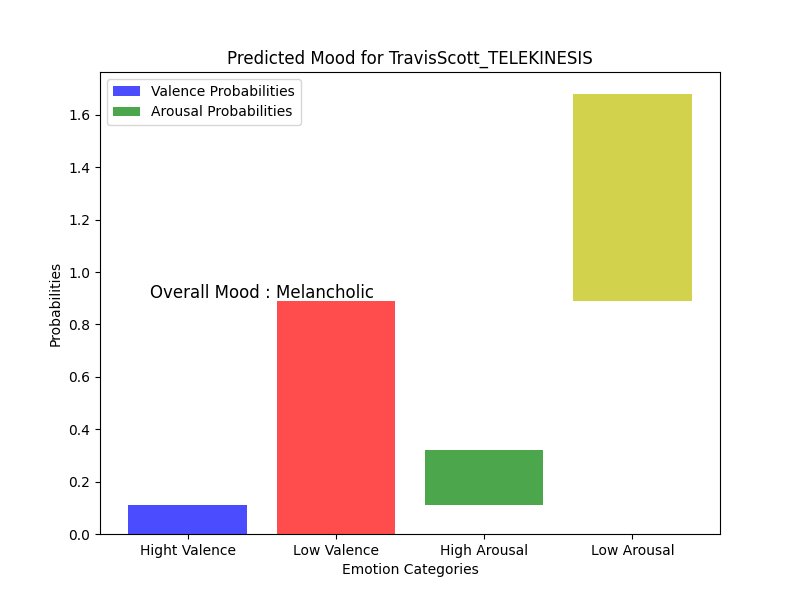 Predicted Mood for TravisScott_TELEKINESIS
Valence Probabilities
Arousal Probabilities
Overall Mood : Melancholic
Probabilities
1.6
1.4
1.2
1.0
0.8
0.6
0.4
0.2
0.0
Hight Valence
Low Valence
High Arousal
Low Arousal
Emotion Categories